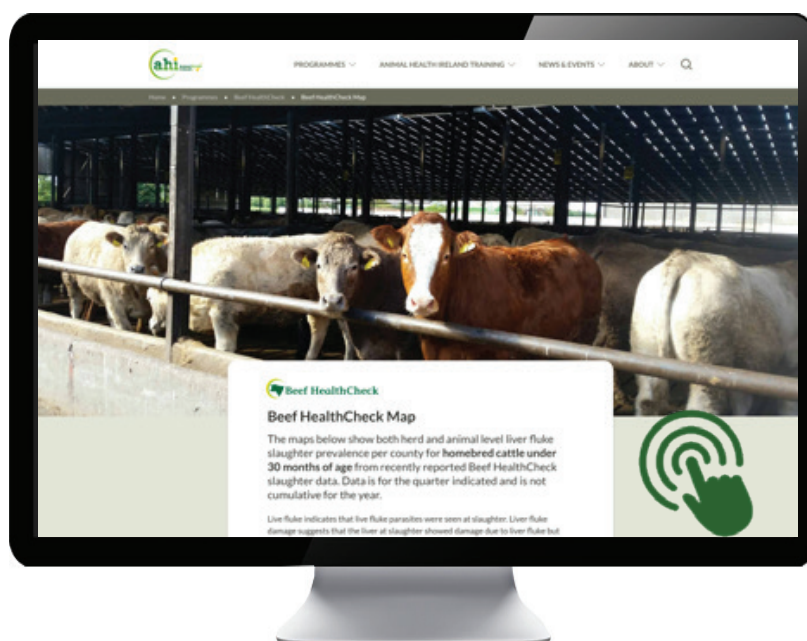 ahi
PROGRAMMES ANIMAL HEALTH IRELAND TRAINING NEWS & EVENTS ABOUT
Home • Programmes • Beef HealthCheck • Beef HealthCheck Map
Beef HealthCheck
Beef HealthCheck Map
The maps below show both herd and animal level liver fluke
slaughter prevalence per county for homebred cattle under
30 months of age from recently reported Beef HealthCheck
slaughter data. Data is for the quarter indicated and is not
cumulative for the year.
Live fluke indicates that live fluke parasites were seen at slaughter. Liver fluke
damage suggests that the liver at slaughter showed damage due to liver fluke but